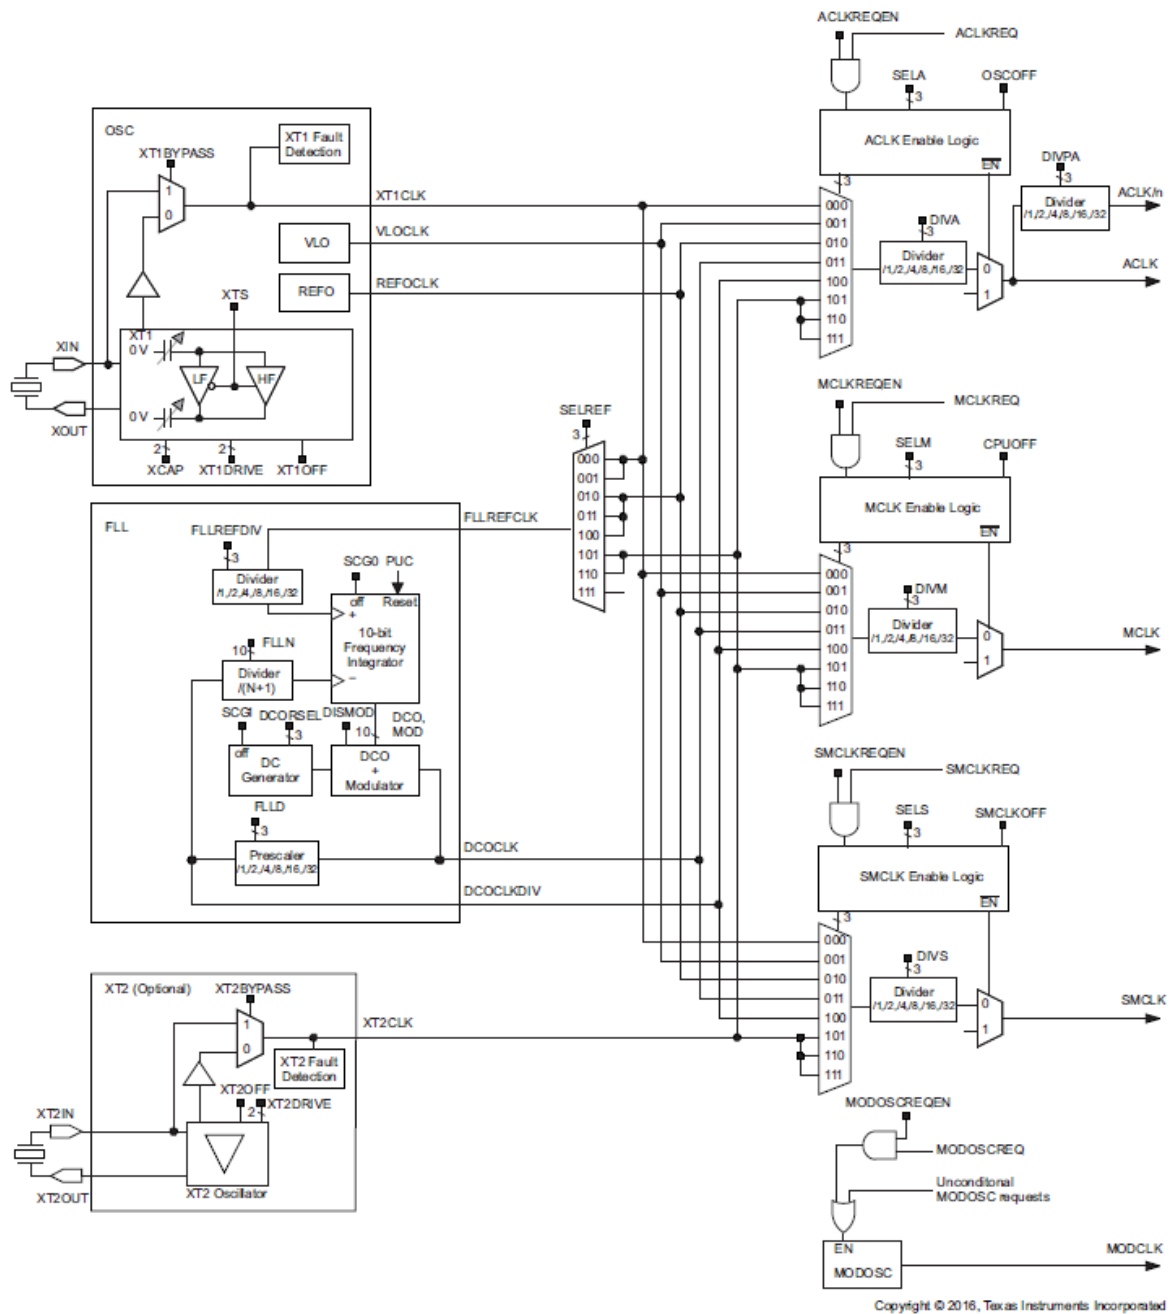 ACLKREQEN
ACLKREQ
SELA
OSCOFF
3
ACLK Enable Logic
EN
DIVPA
3
3
Divider
/1,/2,/4,/8,/16,/32
ACLK/n
000
001
010
011
100
101
110
111
DIVA
3
Divider
/1,/2,/4,/8,/16,/32
0
1
ACLK
OSC
XT1BYPASS
1
0
XT1 Fault
Detection
XT1CLK
VLO
VLOCLK
REFO
REFOCLK
XTS
XT1
0 V
LF
HF
0 V
XIN
XOUT
2
2
XCAP
XT1DRIVE
XT1OFF
SELREF
3
000
001
010
011
100
101
110
111
MCLKREQEN
MCLKREQ
SELM
CPUOFF
3
MCLK Enable Logic
EN
3
000
001
010
011
100
101
110
111
DIVM
3
Divider
/1,/2,/4,/8,/16,/32
0
1
MCLK
FLL
FLLREFCLK
FLLREFDIV
3
Divider
/1,/2,/4,/8,/16,/32
SCG0
PUC
off
Reset
+
10-bit
Frequency
Integrator
−
FLLN
10
Divider
/(N+1)
SCG1
DCORSEL
DISMOD
DCO,
MOD
3
10
off
DC
Generator
DCO
+
Modulator
FLLD
3
Prescaler
/1,/2,/4,/8,/16,/32
DCOCLK
DCOCLKDIV
SMCLKREQEN
SMCLKREQ
SELS
SMCLKOFF
3
SMCLK Enable Logic
EN
3
000
001
010
011
100
101
110
111
DIVS
3
Divider
/1,/2,/4,/8,/16,/32
0
1
SMCLK
XT2 (Optional)
XT2BYPASS
1
0
XT2CLK
XT2 Fault
Detection
XT2OFF
XT2DRIVE
2
XT2IN
XT2OUT
XT2 Oscillator
MODOSCREQEN
MODOSCREQ
Unconditonal
MODOSC requests
EN
MODOSC
MODCLK
Copyright © 2016, Texas Instruments Incorporated